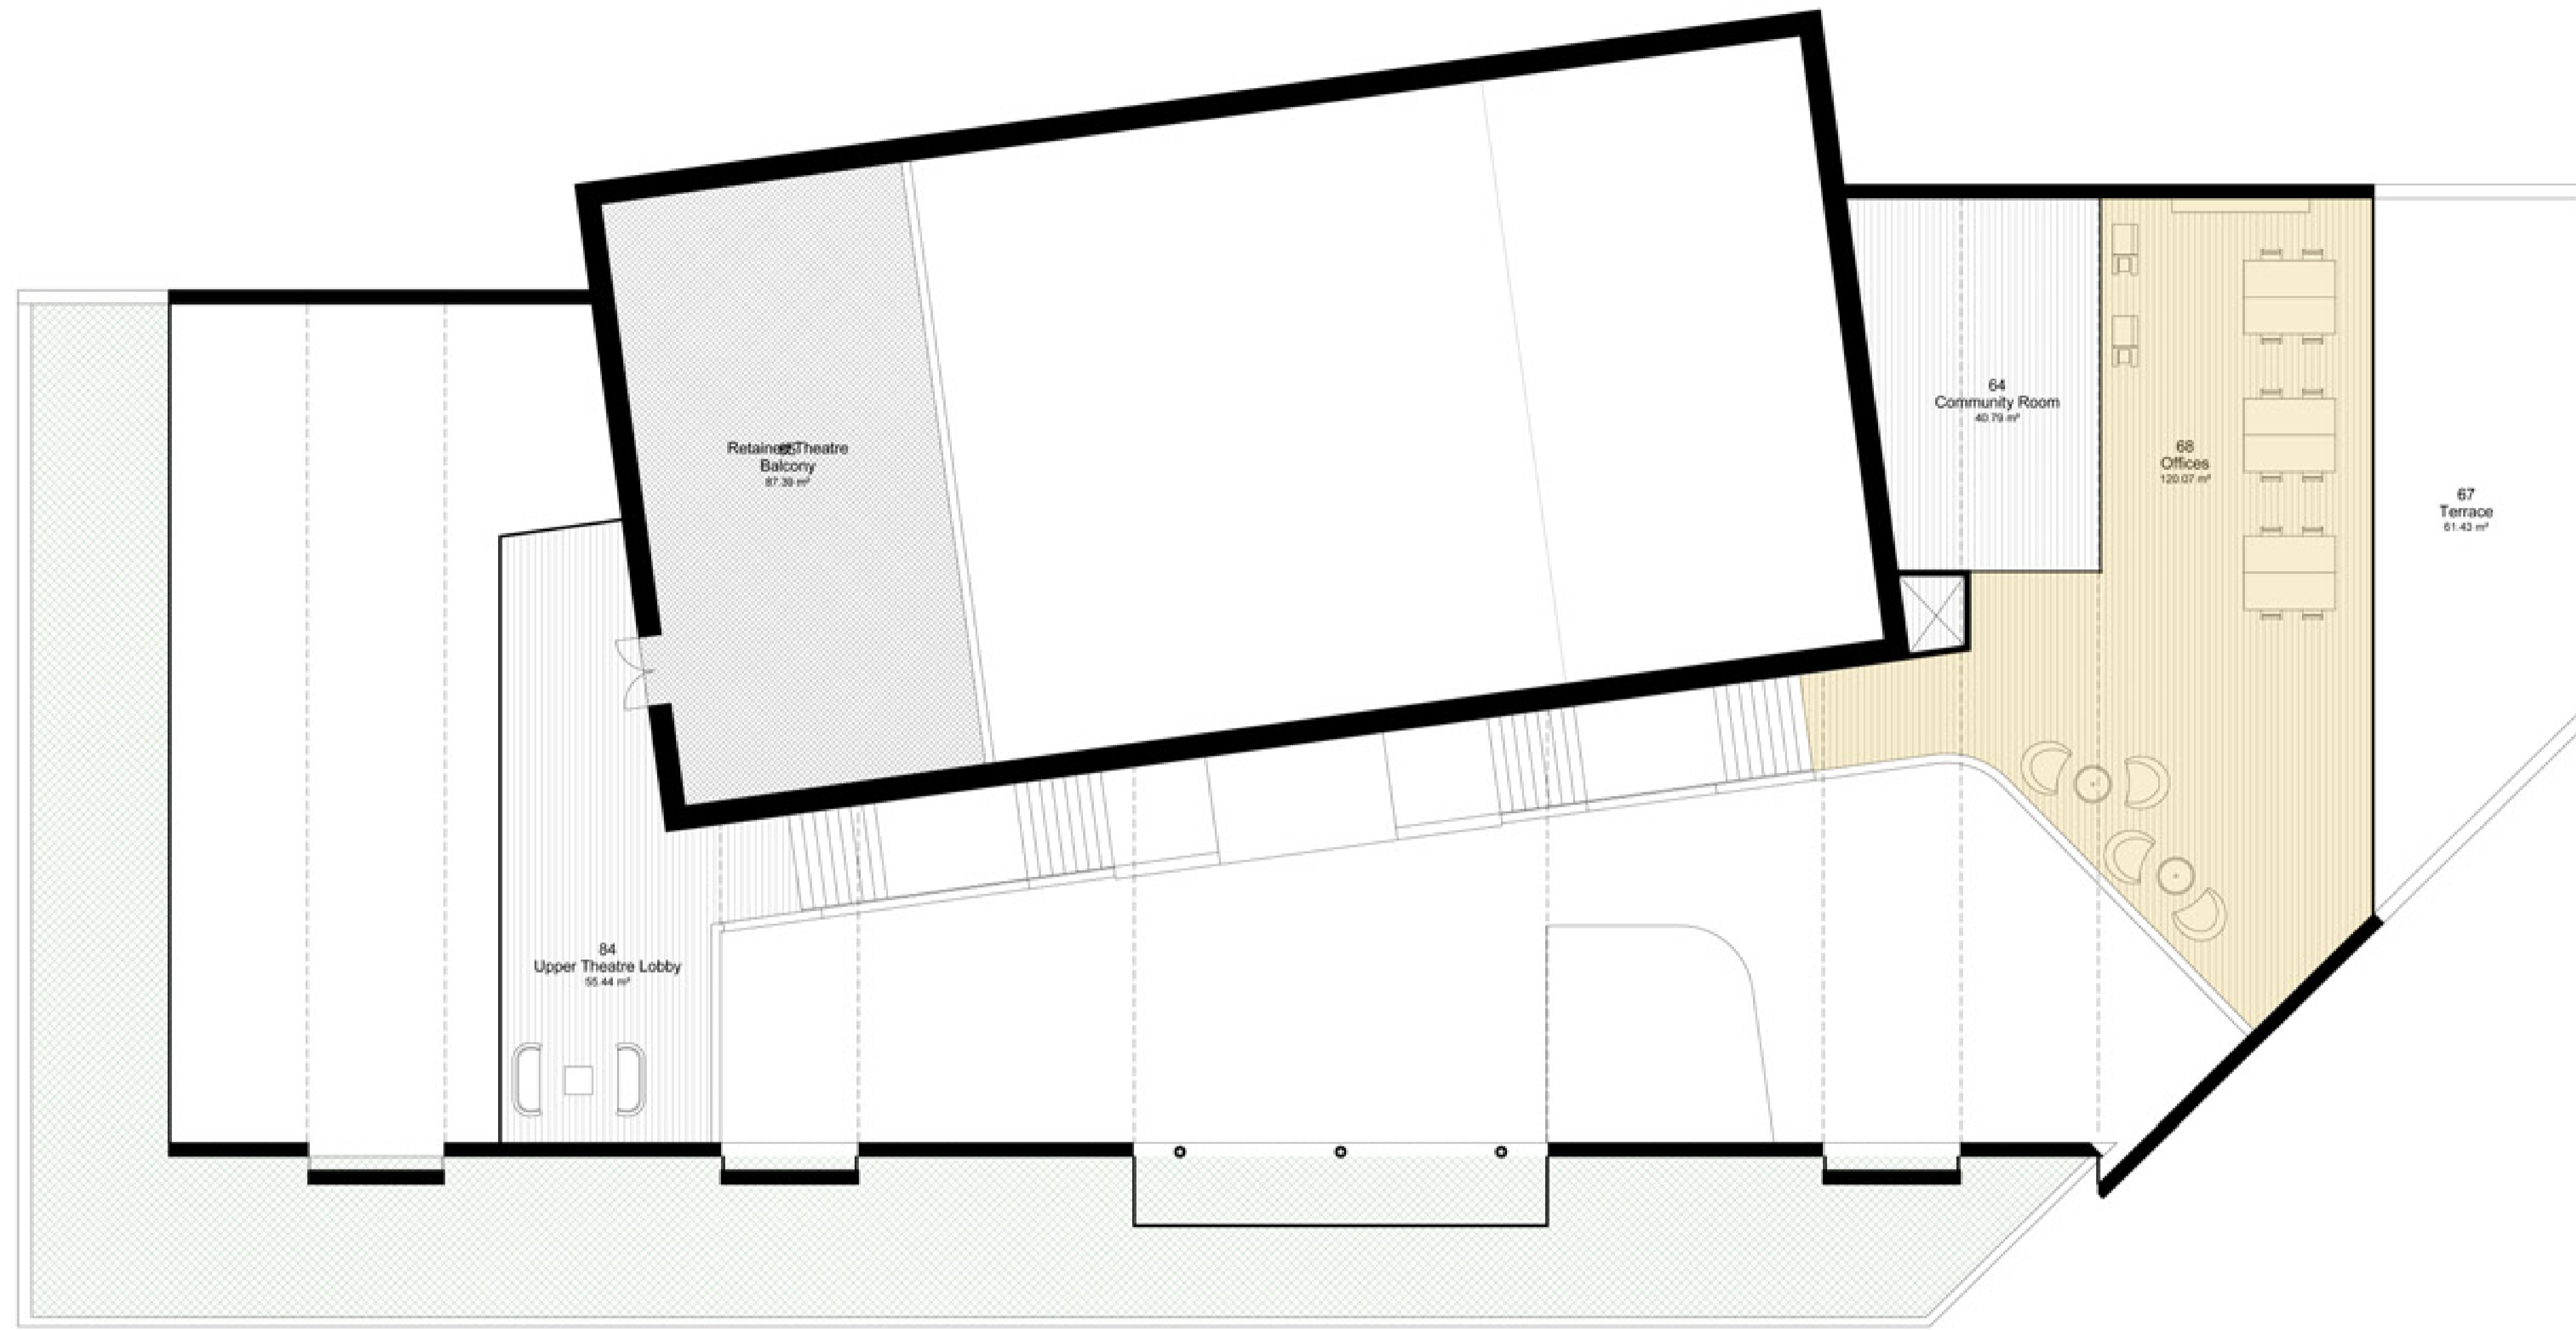 64
Community Room
40.79 m²
Retained Theatre
Balcony
87.39 m²
68
Offices
120.07 m²
67
Terrace
61.43 m²
84
Upper Theatre Lobby
55.44 m²